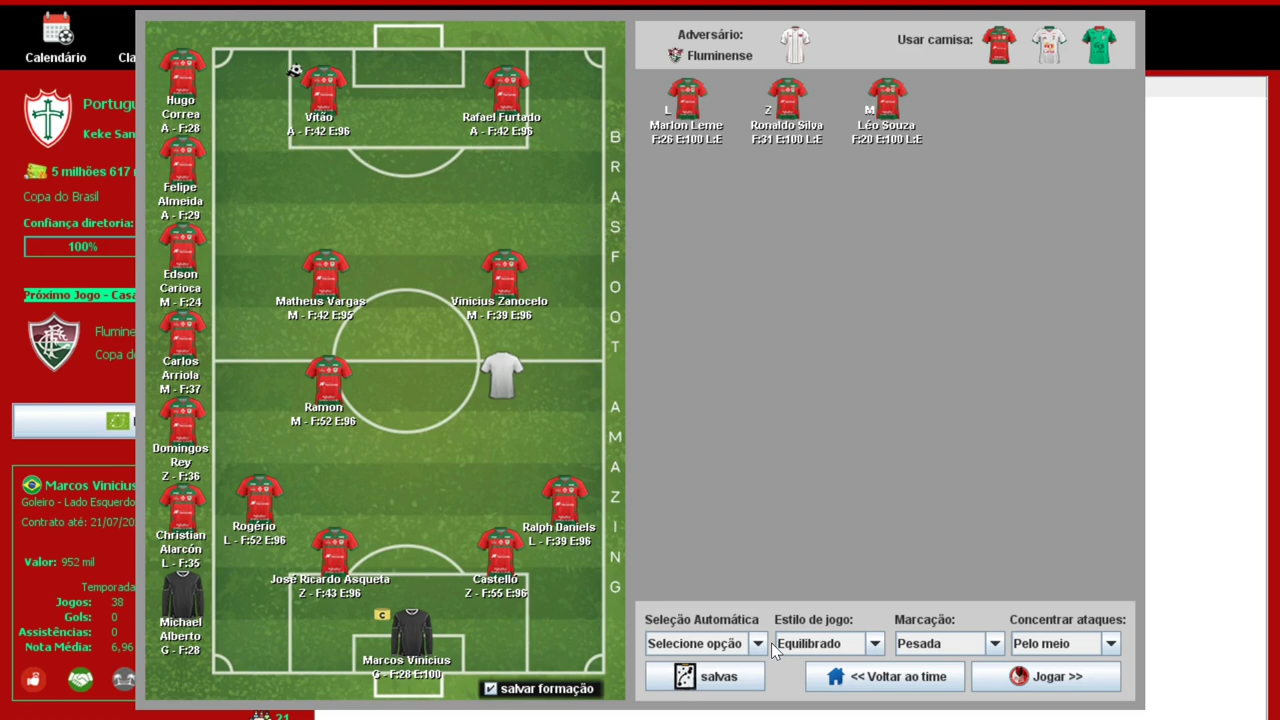 Calendário
Cla
Portugu
Keke San
5 milhões 617 r
Copa do Brasil
Confiança diretoria:
100%
Próximo Jogo - Casa
Flumine
Copa do
Marcos Vinicius
Goleiro - Lado Esquerdo
Contrato até: 21/07/20
Valor: 952 mil
Temporada
Jogos: 38
Gols: 0
Assistências: 0
Nota Média: 6,96
21
Hugo
Correa
A - F:28
Felipe
Almeida
A - F:29
Edson
Carioca
M - F:24
Carlos
Arriola
M - F:37
Domingos
Rey
Z - F:36
Christian
Alarcón
L - F:35
Michael
Alberto
G - F:28
Vitão
A - F:42 E:96
Rafael Furtado
A - F:42 E:96
Matheus Vargas
M - F:42 E:95
Vinicius Zanocelo
M - F:39 E:96
Ramon
M - F:52 E:96
Rogério
L - F:52 E:96
Ralph Daniels
L - F:39 E:96
José Ricardo Asqueta
Z - F:43 E:96
Castelló
Z - F:55 E:96
C
Marcos Vinicius
G - F:28 E:100
salvar formação
BRASFOOT AMAZING
Adversário:
Fluminense
Usar camisa:
L
Marlon Leme
F:26 E:100 L:E
Z
Ronaldo Silva
F:31 E:100 L:E
M
Léo Souza
F:20 E:100 L:E
Seleção Automática
Selecione opção
Estilo de jogo:
Equilibrado
Marcação:
Pesada
Concentrar ataques:
Pelo meio
salvas
<< Voltar ao time
Jogar >>